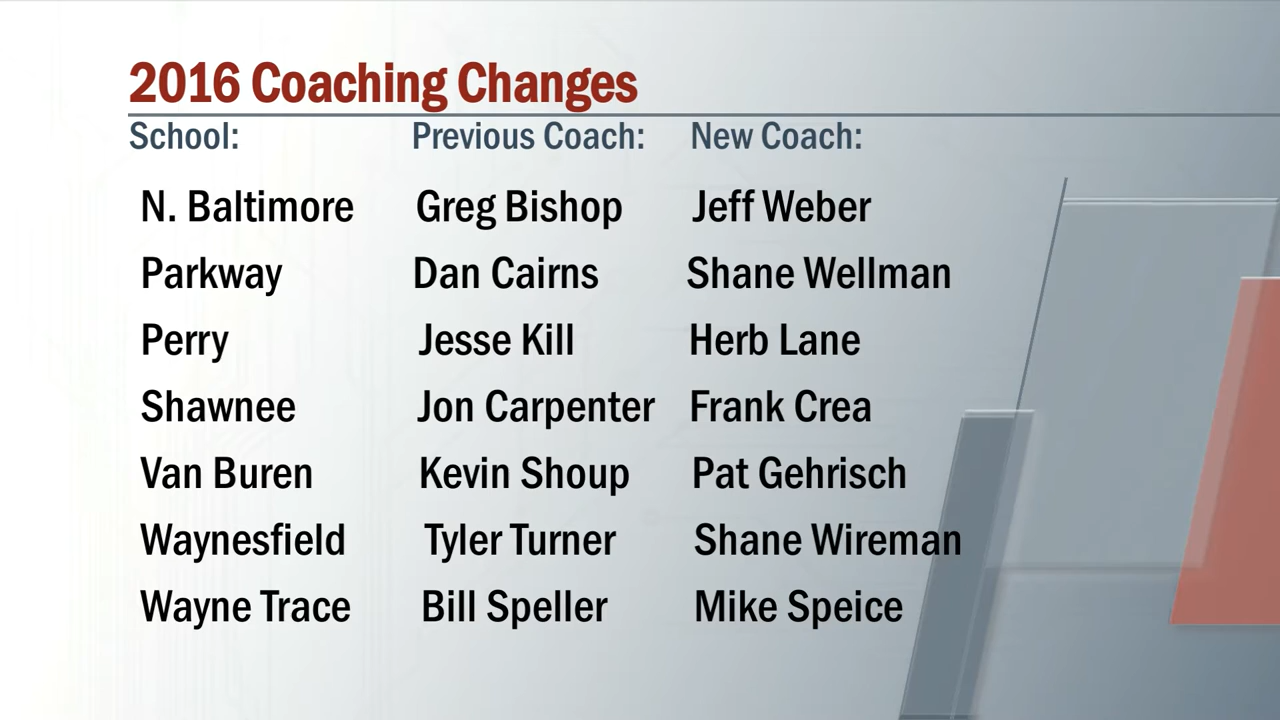 2016 Coaching Changes
School: Previous Coach: New Coach:
N. Baltimore Greg Bishop Jeff Weber
Parkway Dan Cairns Shane Wellman
Perry Jesse Kill Herb Lane
Shawnee Jon Carpenter Frank Crea
Van Buren Kevin Shoup Pat Gehrisch
Waynesfield Tyler Turner Shane Wireman
Wayne Trace Bill Speller Mike Speice